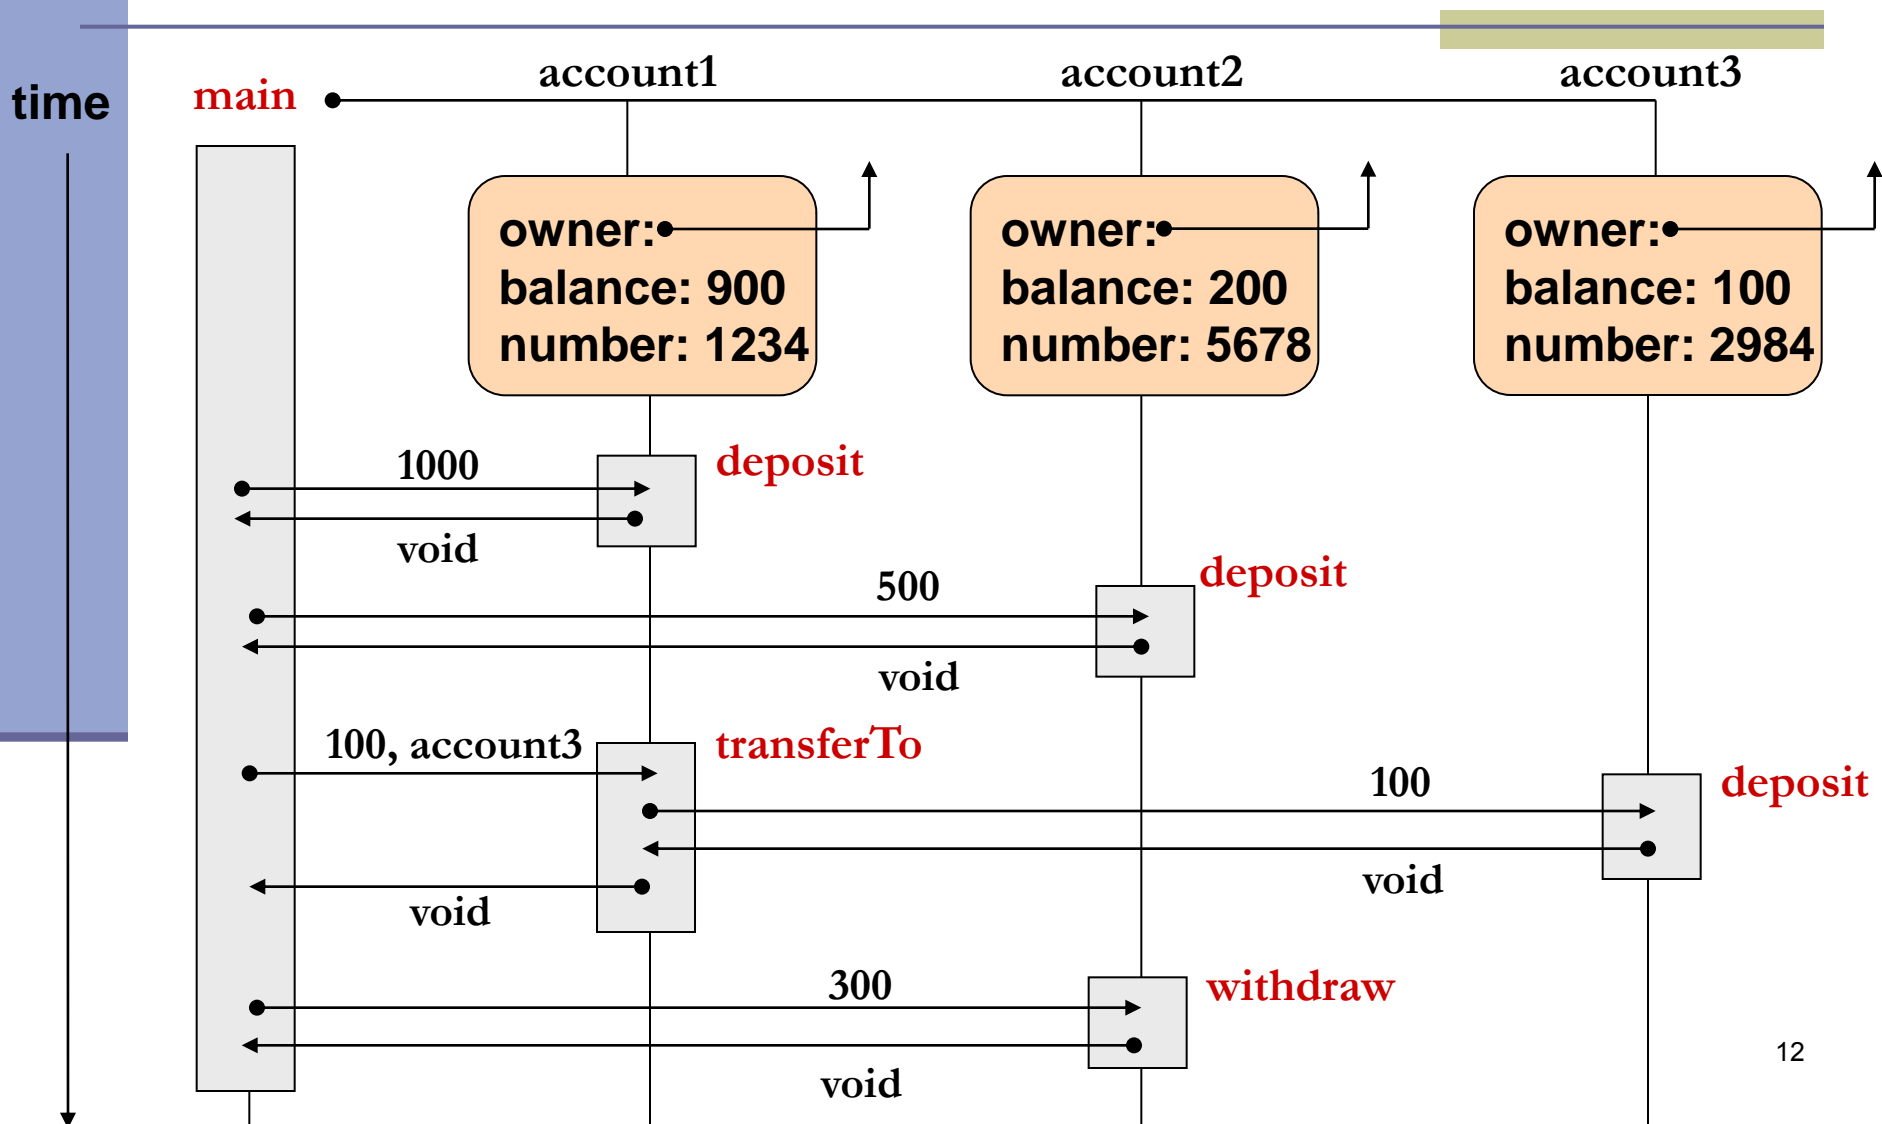 time
main
account1
account2
account3
owner:
balance: 900
number: 1234
owner:
balance: 200
number: 5678
owner:
balance: 100
number: 2984
1000
deposit
void
500
deposit
void
100, account3
transferTo
100
deposit
void
void
300
withdraw
void
12